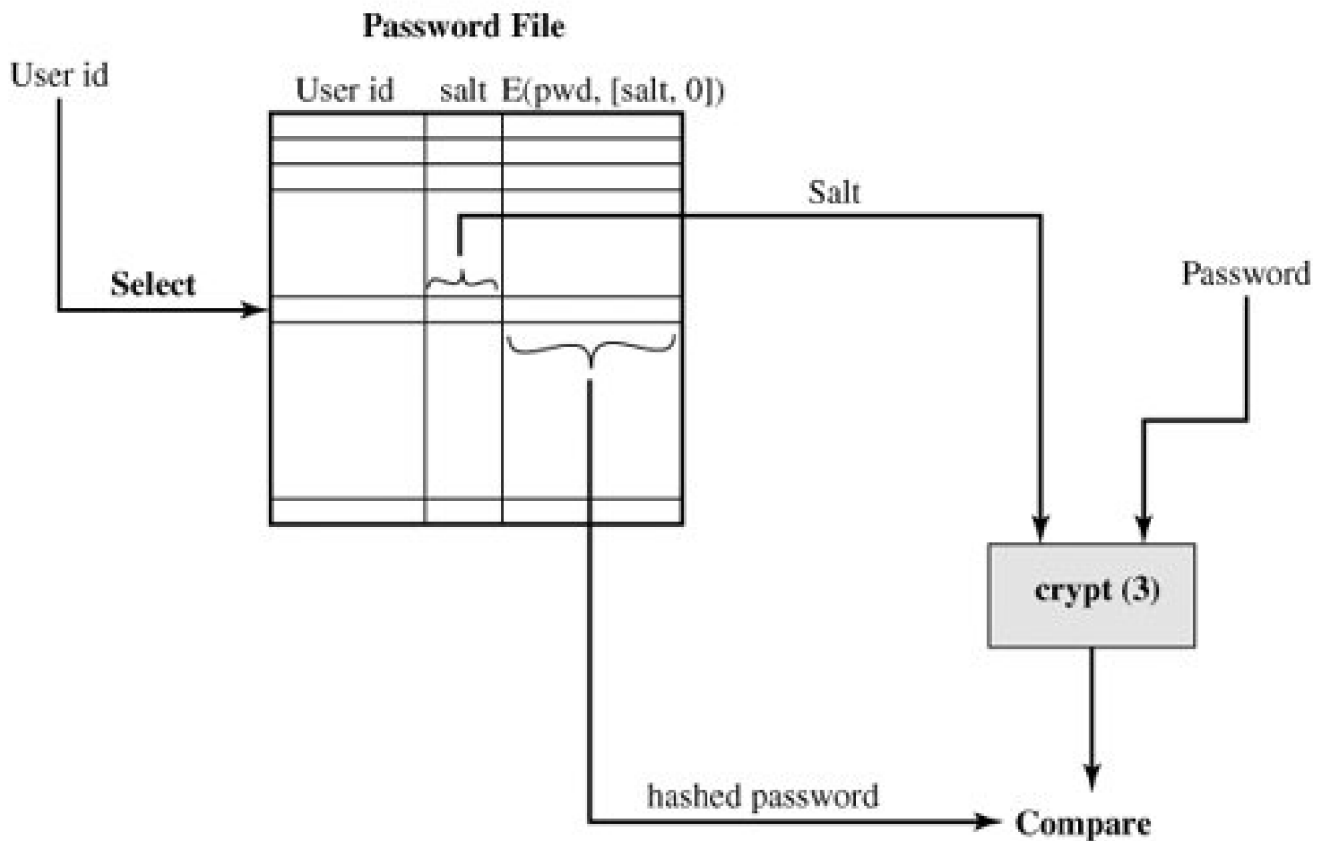 Password File
User id
User id salt E(pwd, [salt, 0])
Salt
Select
Password
crypt (3)
hashed password
Compare